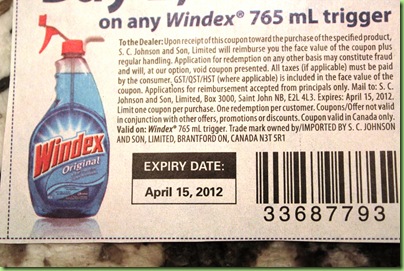 on any Windex® 765 mL trigger
To the Dealer: Upon receipt of this coupon toward the purchase of the specified product,
S. C. Johnson and Son, Limited will reimburse you the face value of the coupon plus
regular handling. Application for redemption on any other basis may constitute fraud
and will, at our option, void coupon presented. All taxes (if applicable) must be paid
by the consumer, GST/QST/HST (where applicable) is included in the face value of the
coupon. Applications for reimbursement accepted from principals only. Mail to: S. C.
Johnson and Son, Limited, Box 3000, Saint John NB, E2L 4L3. Expires: April 15, 2012.
Limit one coupon per purchase. One redemption per customer. Coupons/Offer not valid
in conjunction with other offers, promotions or discounts. Coupon valid in Canada only.
Valid on: Windex® 765 mL trigger. Trade mark owned by/IMPORTED BY S. C. JOHNSON
AND SON, LIMITED, BRANTFORD ON, CANADA N3T 5R1
Windex
Original
EXPIRY DATE:
April 15, 2012
33687793